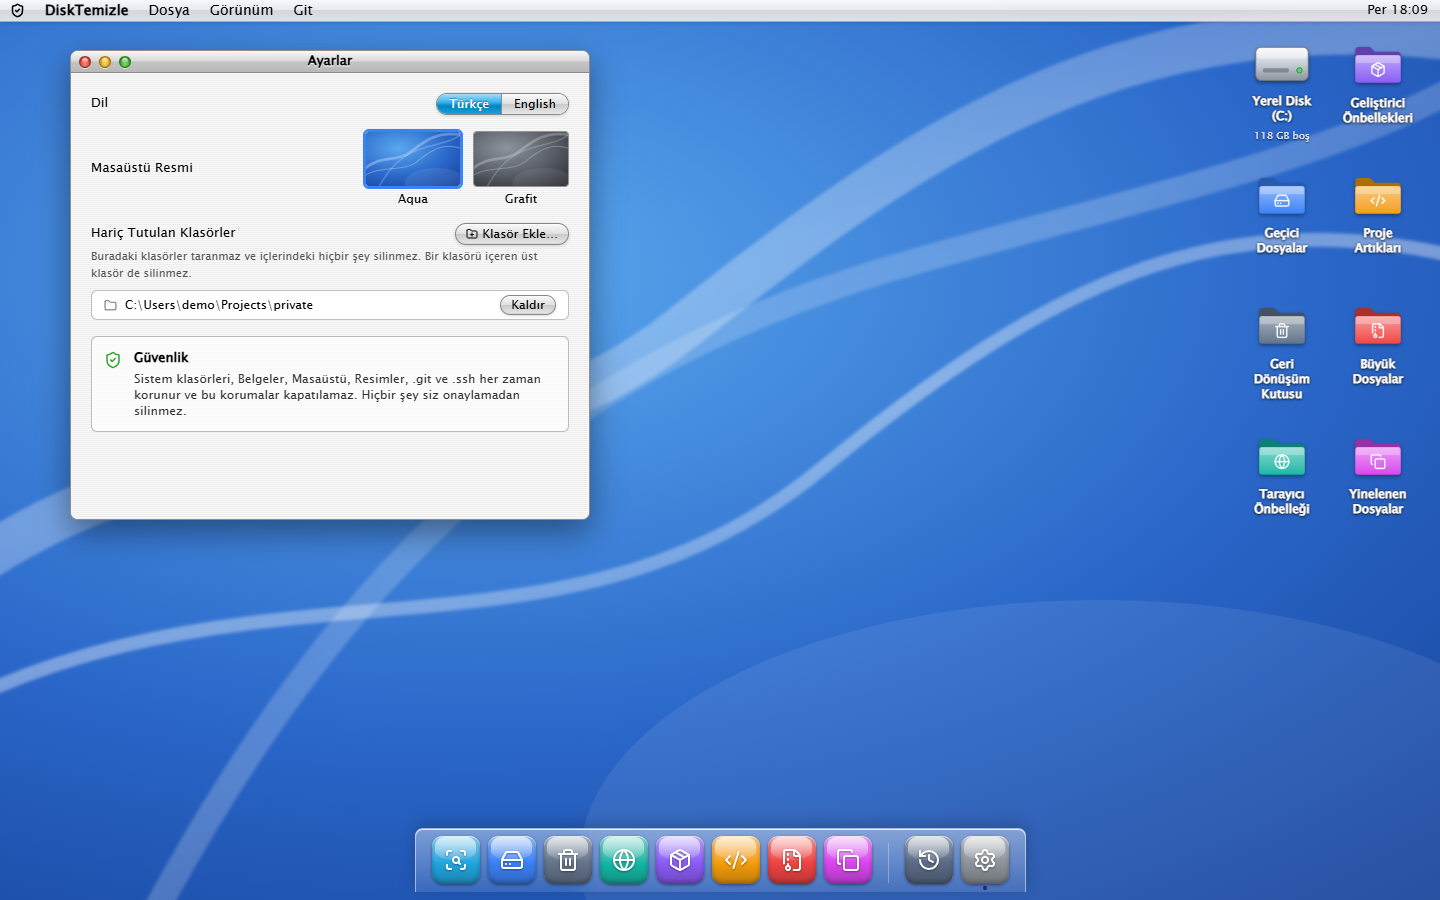 DiskTemizle Dosya Görünüm Git
Per 18:09
Ayarlar
Dil
Türkçe English
Masaüstü Resmi
Aqua Grafit
Hariç Tutulan Klasörler
Klasör Ekle...
Buradaki klasörler taranmaz ve içlerindeki hiçbir şey silinmez. Bir klasörü içeren üst
klasör de silinmez.
C:\Users\demo\Projects\private
Kaldır
Güvenlik
Sistem klasörleri, Belgeler, Masaüstü, Resimler, .git ve .ssh her zaman
korunur ve bu korumalar kapatılamaz. Hiçbir şey siz onaylamadan
silinmez.
Yerel Disk
(C:)
118 GB boş
Geliştirici
Önbellekleri
Geçici
Dosyalar
Proje
Artıkları
Geri
Dönüşüm
Kutusu
Büyük
Dosyalar
Tarayıcı
Önbelleği
Yinelenen
Dosyalar